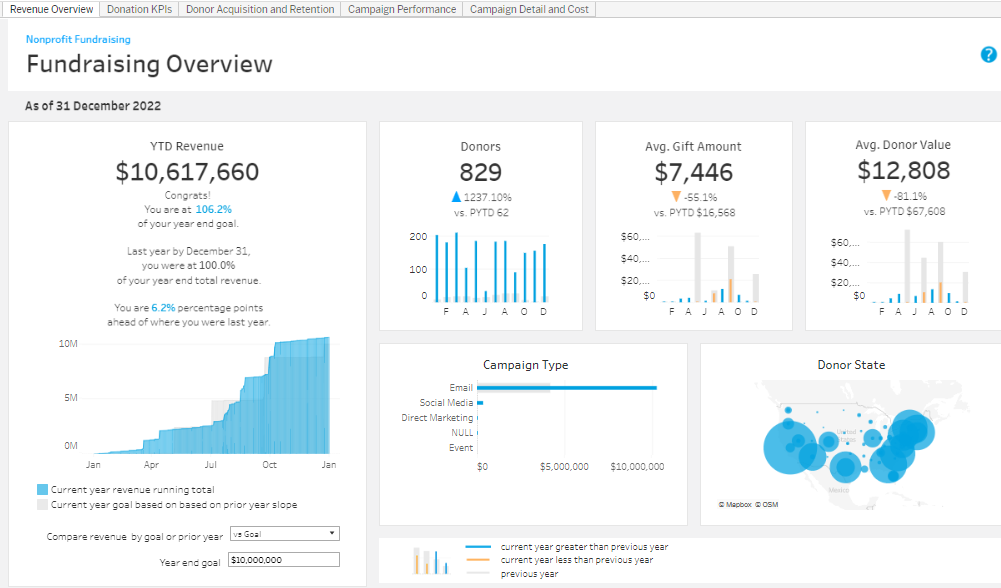 Revenue Overview
Donation KPIs
Donor Acquisition and Retention
Campaign Performance
Campaign Detail and Cost
Nonprofit Fundraising
Fundraising Overview
?
As of 31 December 2022
YTD Revenue
$10,617,660
Congrats!
You are at 106.2%
of your year end goal.
Last year by December 31,
you were at 100.0%
of your year end total revenue.
You are 6.2% percentage points
ahead of where you were last year.
10M
5M
0M
Jan Apr Jul Oct Jan
Current year revenue running total
Current year goal based on based on prior year slope
Compare revenue by goal or prior year
vs Goal
Year end goal
$10,000,000
Donors
829
1237.10%
vs. PYTD 62
200
100
0
F A J A O D
Avg. Gift Amount
$7,446
-55.1%
vs. PYTD $16,568
$60,...
$40,...
$20,...
$0
F A J A O D
Avg. Donor Value
$12,808
-81.1%
vs. PYTD $67,608
$60,...
$40,...
$20,...
$0
F A J A O D
Campaign Type
Email
Social Media
Direct Marketing
NULL
Event
$0 $5,000,000 $10,000,000
Donor State
United
States
Mexico
© Mapbox © OSM
current year greater than previous year
current year less than previous year
previous year